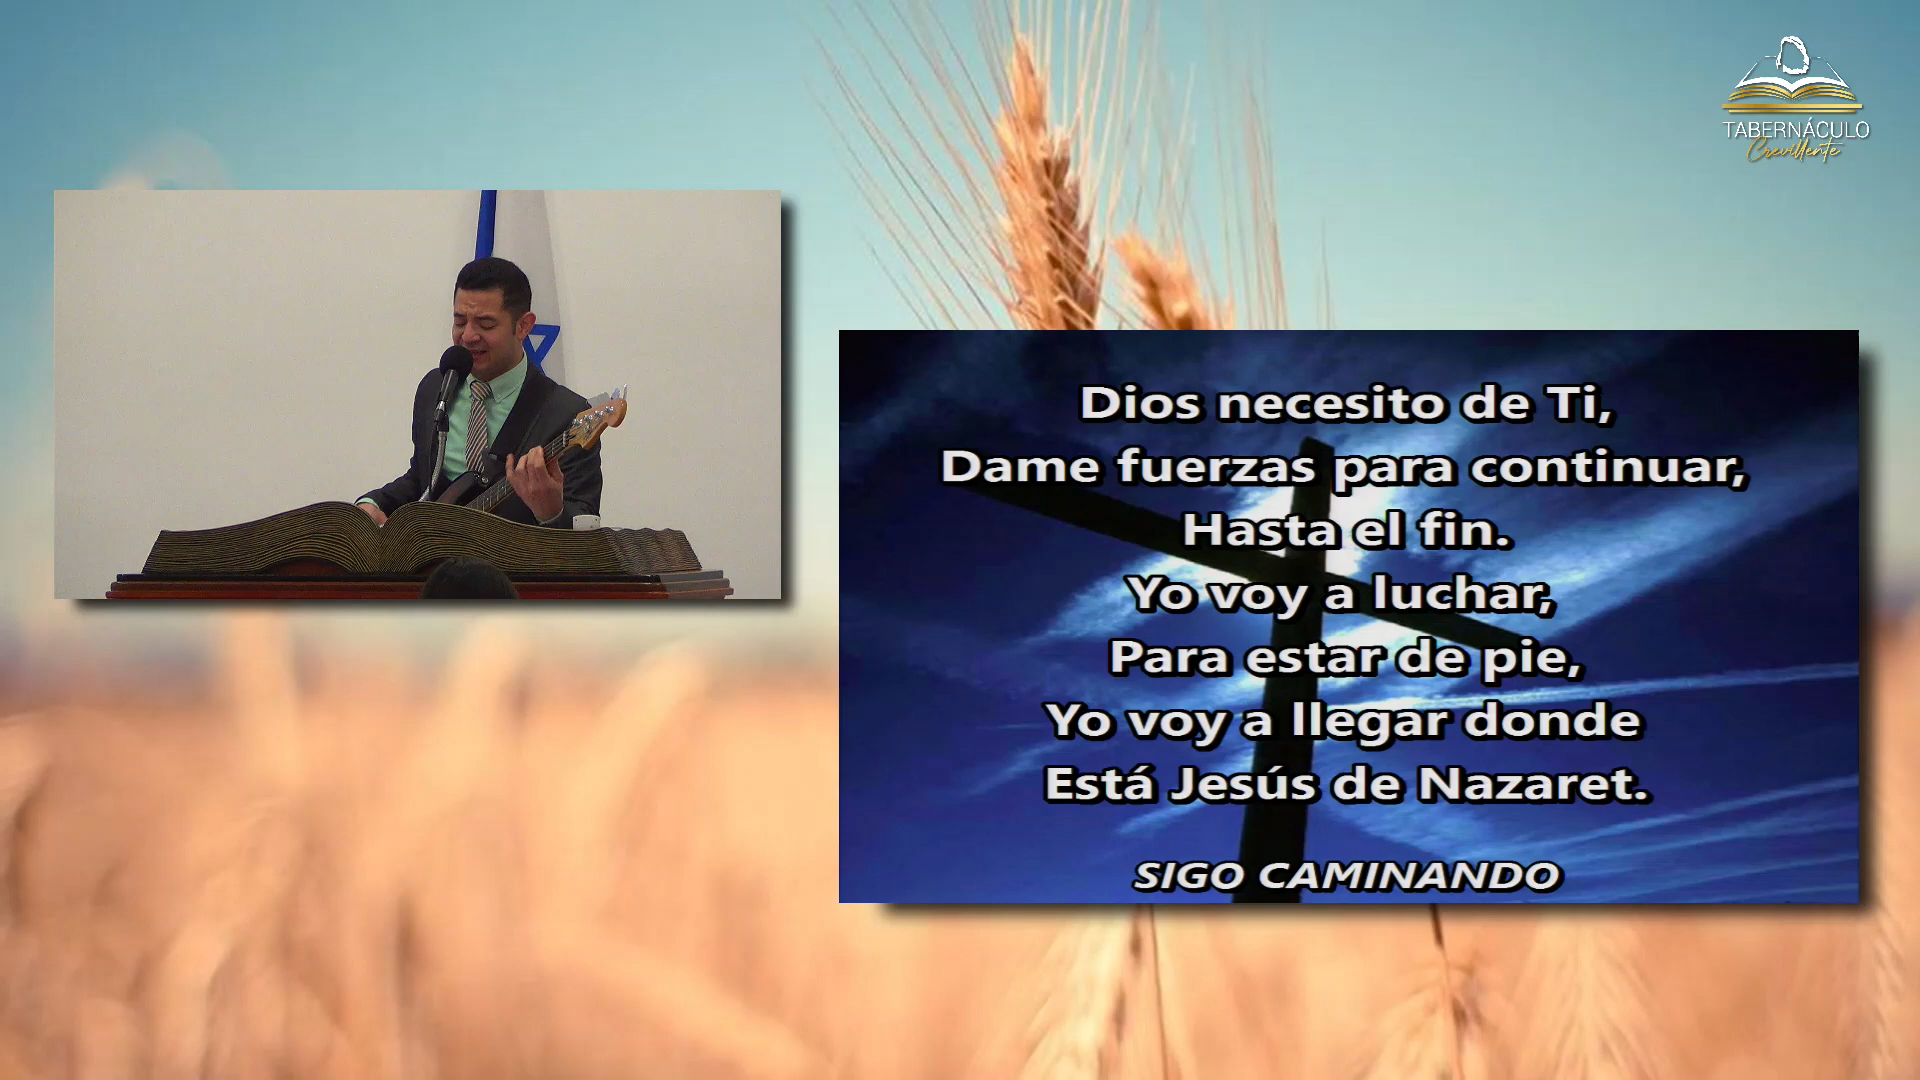 TABERNÁCULO
Crevillente
Dios necesito de Ti,
Dame fuerzas para continuar,
Hasta el fin.
Yo voy a luchar,
Para estar de pie,
Yo voy a llegar donde
Está Jesús de Nazaret.
SIGO CAMINANDO